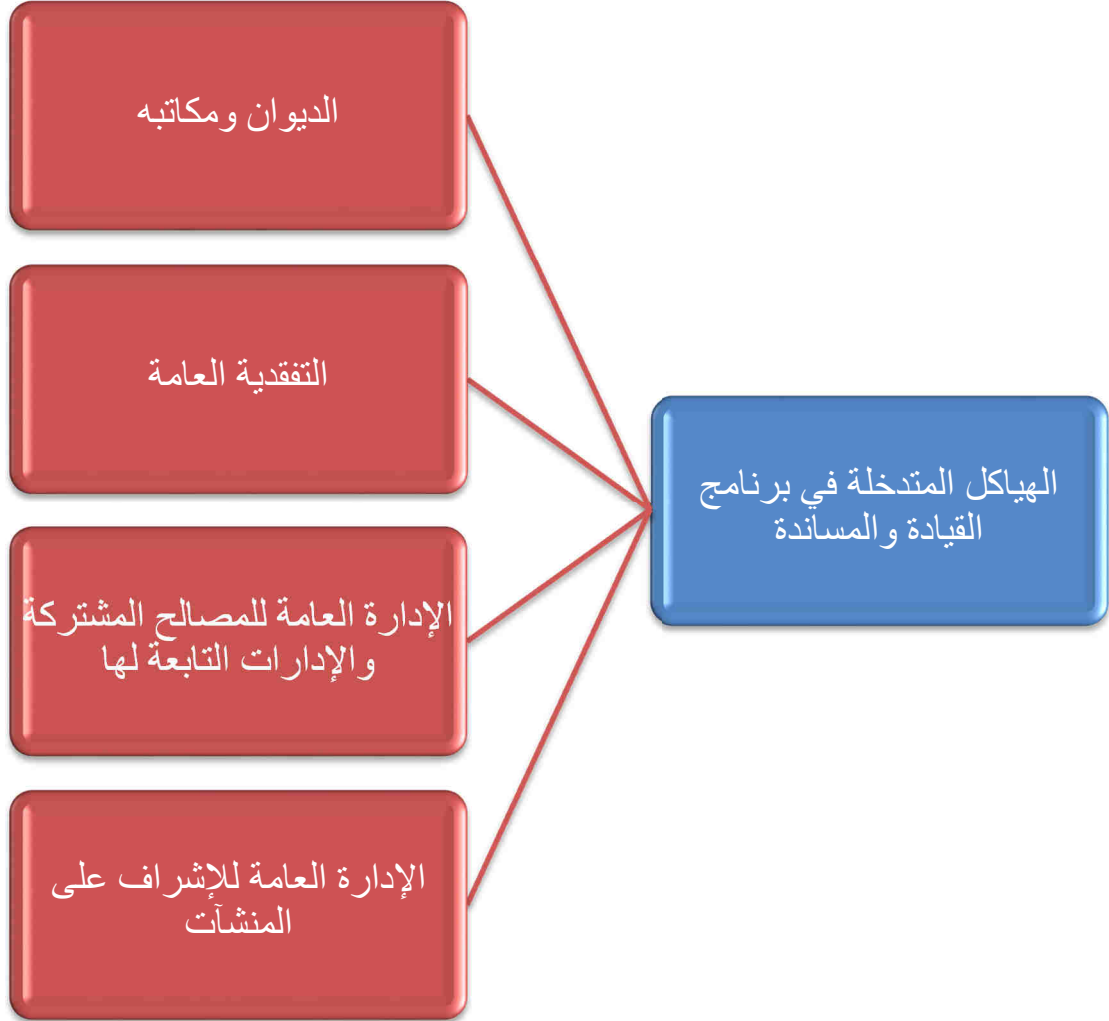 الهياكل المتدخلة في برنامج
القيادة والمساندة
الديوان ومكاتبه
التفقدية العامة
الإدارة العامة للمصالح المشتركة
والإدارات التابعة لها
الإدارة العامة للإشراف على
المنشآت